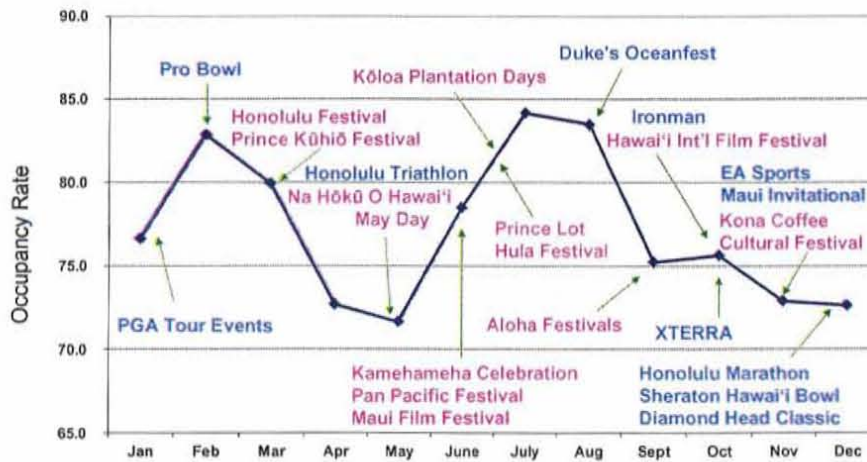 90.0
85.0
80.0
75.0
70.0
65.0
Occupancy Rate
Pro Bowl
Honolulu Festival
Prince Kūhiō Festival
PGA Tour Events
Honolulu Triathlon
Na Hōkū O Hawai‘i
May Day
Kōloa Plantation Days
Kamehameha Celebration
Pan Pacific Festival
Maui Film Festival
Prince Lot
Hula Festival
Duke's Oceanfest
Aloha Festivals
Ironman
Hawai‘i Int'l Film Festival
XTERRA
EA Sports
Maui Invitational
Kona Coffee
Cultural Festival
Honolulu Marathon
Sheraton Hawai‘i Bowl
Diamond Head Classic
Jan Feb Mar Apr May June July Aug Sept Oct Nov Dec